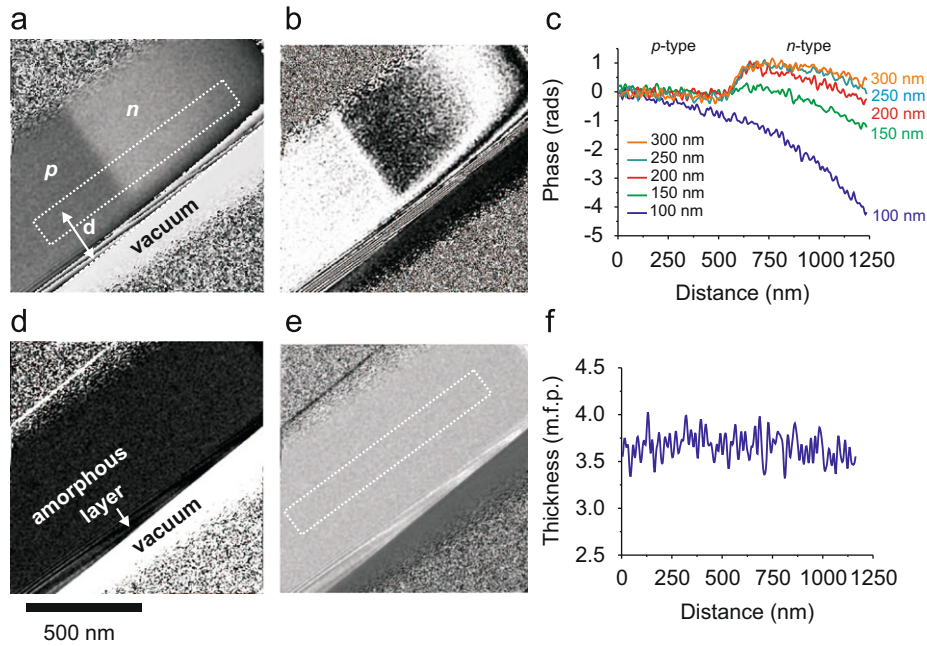 a
b
c
n
p
d
vacuum
p-type
n-type
Phase (rads)
1
0
-1
-2
-3
-4
-5
300 nm
250 nm
200 nm
150 nm
100 nm
300 nm
250 nm
200 nm
150 nm
100 nm
0
250
500
750
1000
1250
Distance (nm)
d
e
f
amorphous
layer
vacuum
500 nm
Thickness (m.f.p.)
4.5
4.0
3.5
3.0
2.5
0
250
500
750
1000
1250
Distance (nm)